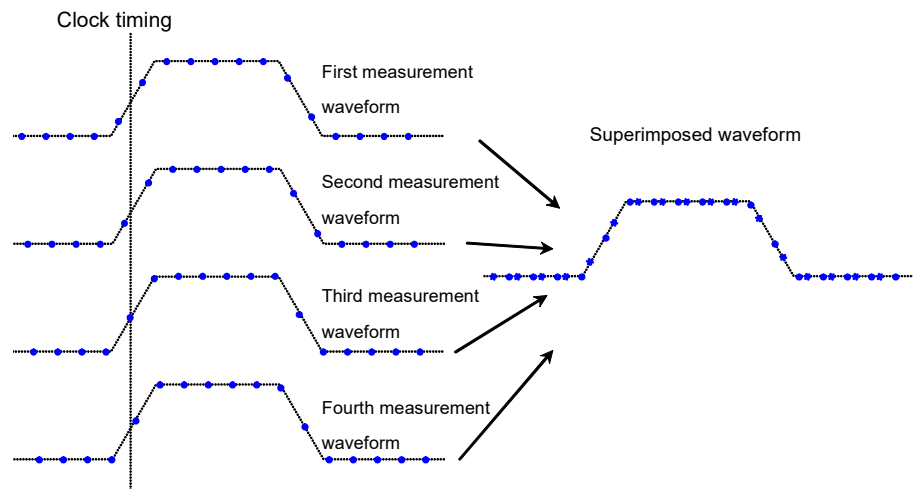 Clock timing
First measurement
waveform
Superimposed waveform
Second measurement
waveform
Third measurement
waveform
Fourth measurement
waveform